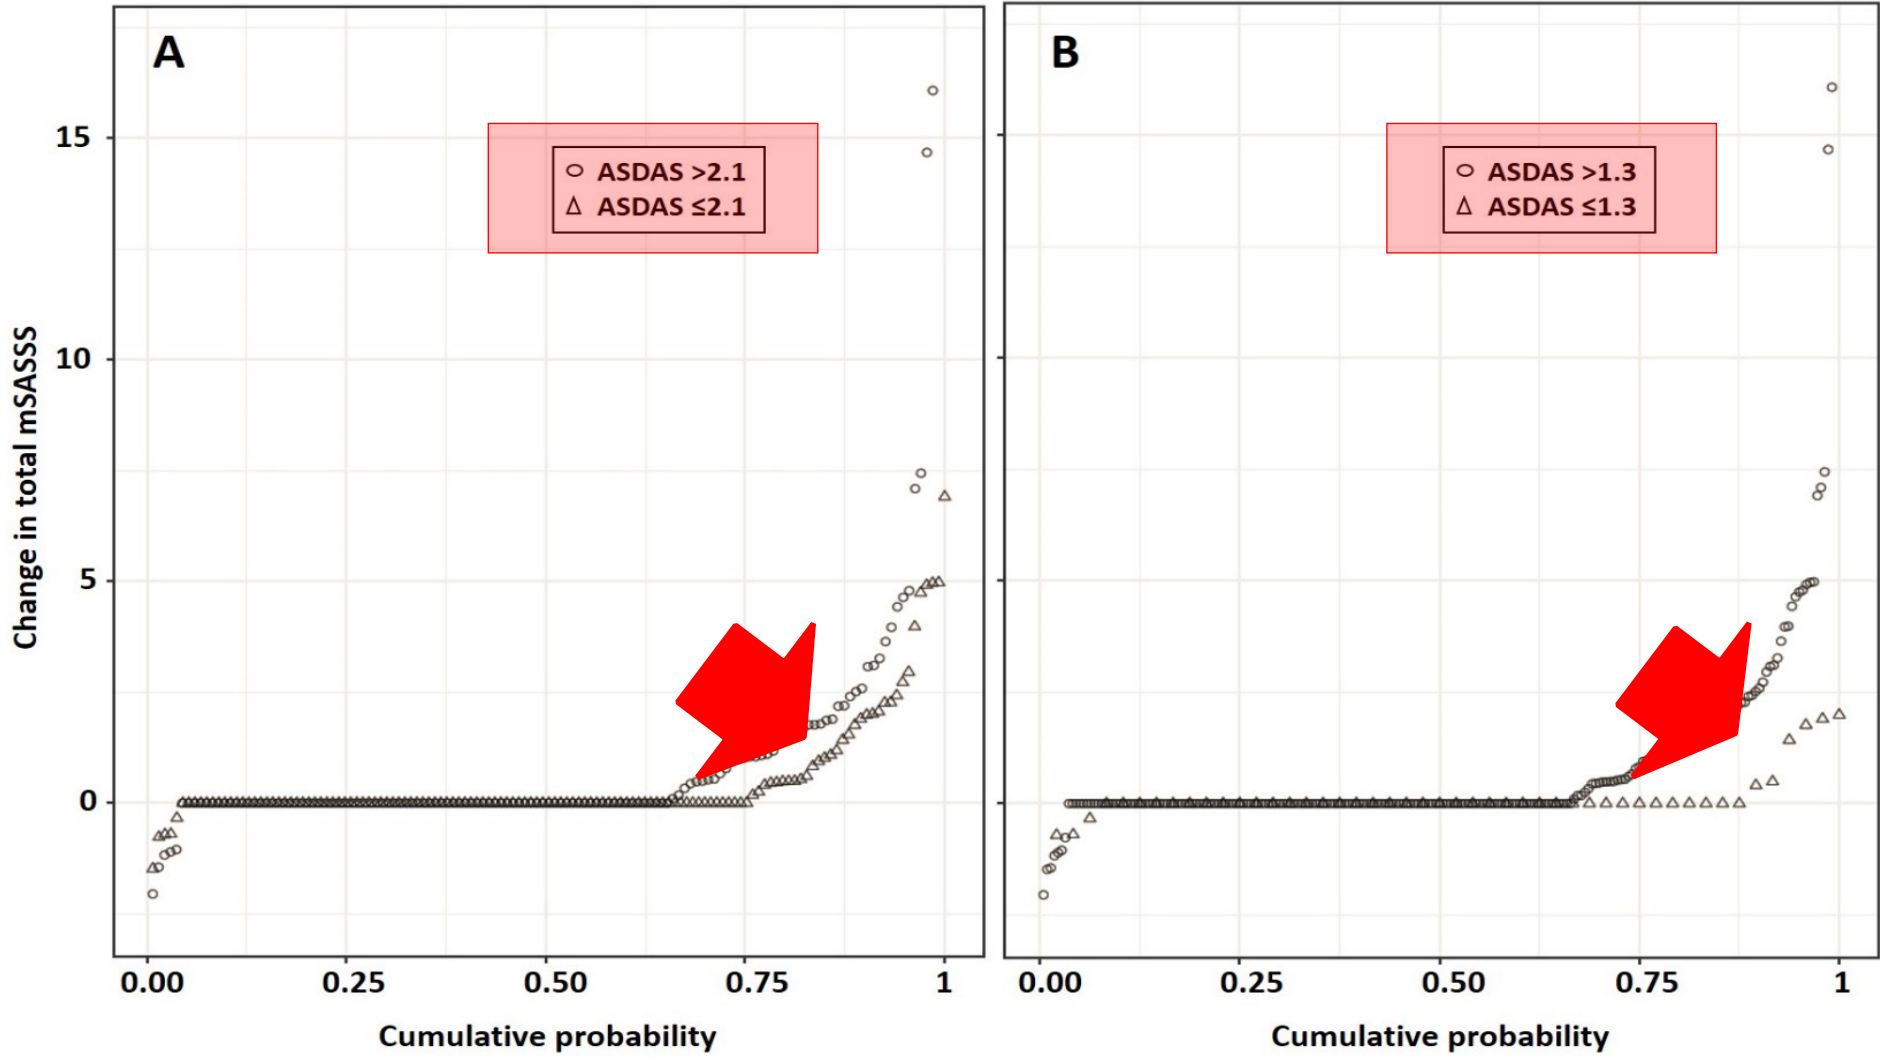 A
B
15
10
5
0
ASDAS >2.1
ASDAS ≤2.1
ASDAS >1.3
ASDAS ≤1.3
Change in total mSASSS
0.00 0.25 0.50 0.75 1
0.00 0.25 0.50 0.75 1
Cumulative probability
Cumulative probability